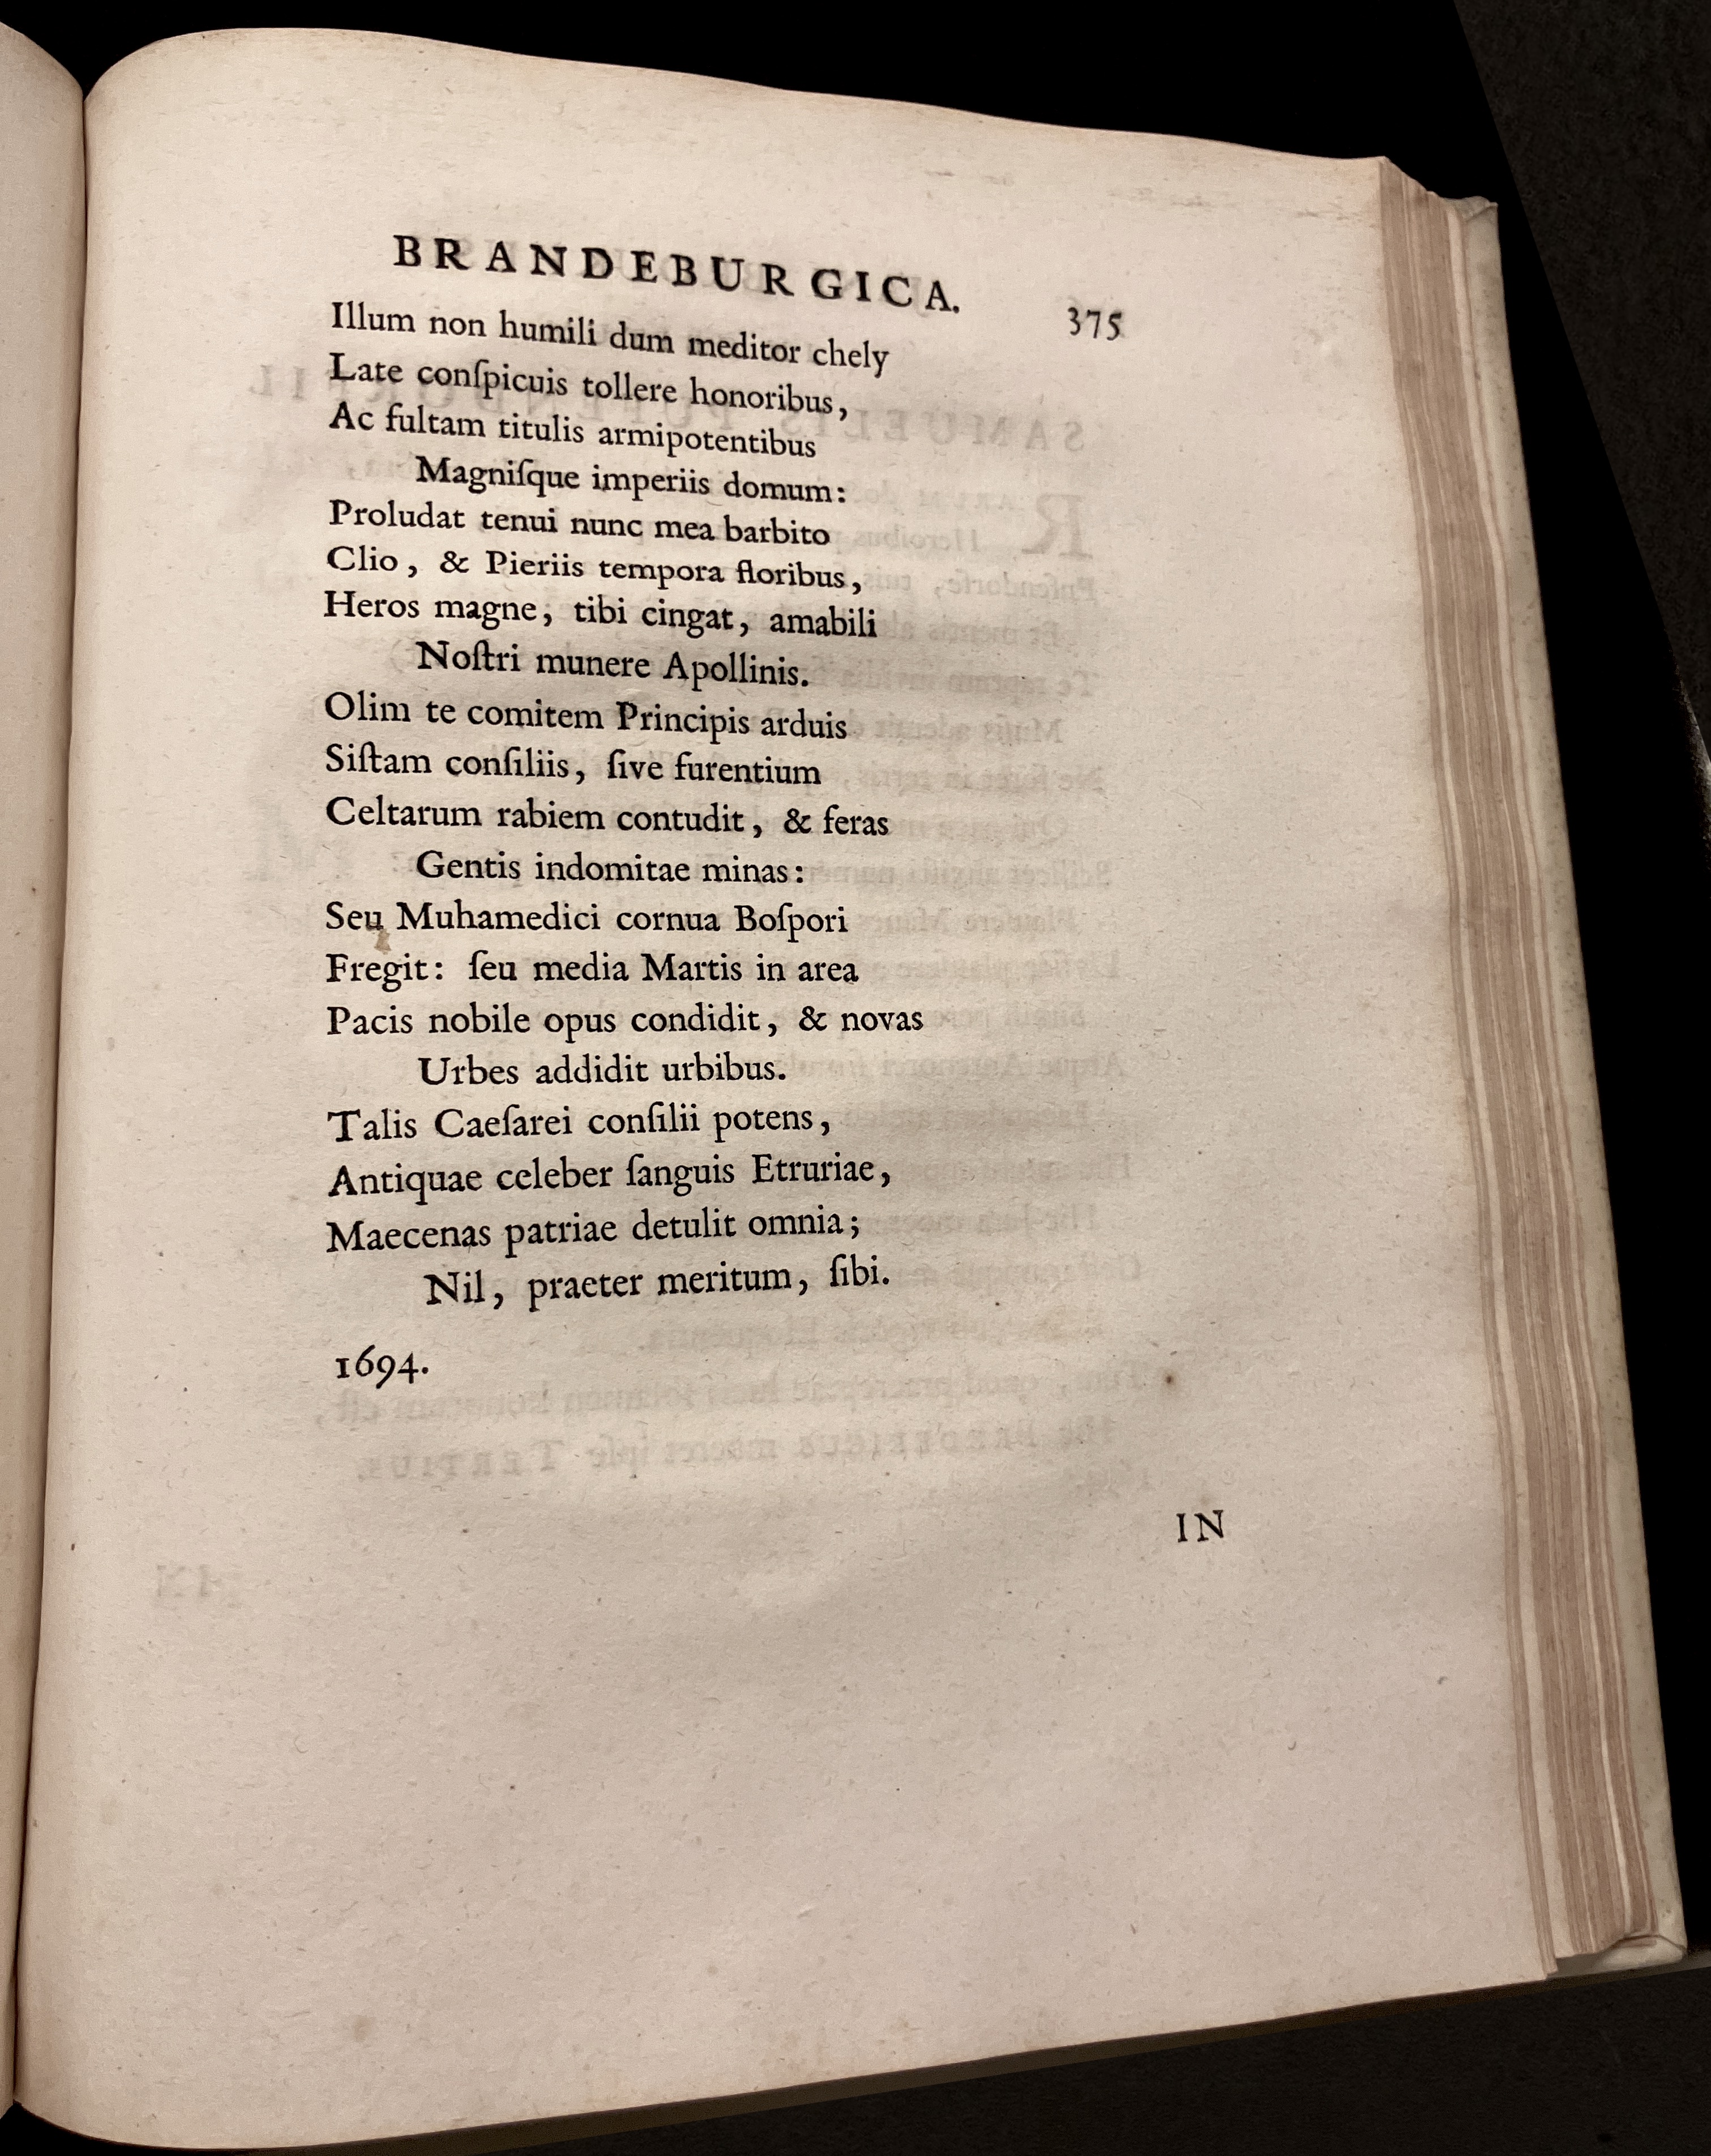 BRANDEBURGICA. 375
Illum non humili dum meditor chely
Late conſpicuis tollere honoribus,
Ac fultam titulis armipotentibus
Magniſque imperiis domum:
Proludat tenui nunc mea barbito
Clio, & Pieriis tempora floribus,
Heros magne, tibi cingat, amabili
Noſtri munere Apollinis.
Olim te comitem Principis arduis
Siſtam conſiliis, ſive furentium
Celtarum rabiem contudit, & feras
Gentis indomitae minas:
Seu Muhamedici cornua Boſpori
Fregit: ſeu media Martis in area
Pacis nobile opus condidit, & novas
Urbes addidit urbibus.
Talis Caeſarei conſilii potens,
Antiquae celeber ſanguis Etruriae,
Maecenas patriae detulit omnia;
Nil, praeter meritum, ſibi.
1694.
IN